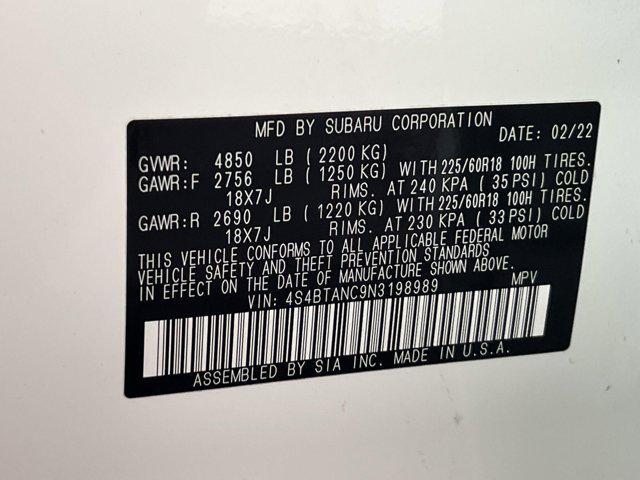 MFD BY SUBARU CORPORATION DATE: 02/22
GVWR: 4850 LB ( 2200 KG)
GAWR:F 2756 LB ( 1250 KG) WITH 225/60R18 100H TIRES.
18X7J RIMS. AT 240 KPA ( 35 PSI) COLD
GAWR:R 2690 LB ( 1220 KG) WITH 225/60R18 100H TIRES.
18X7J RIMS. AT 230 KPA ( 33 PSI) COLD
THIS VEHICLE CONFORMS TO ALL APPLICABLE FEDERAL MOTOR
VEHICLE SAFETY AND THEFT PREVENTION STANDARDS
IN EFFECT ON THE DATE OF MANUFACTURE SHOWN ABOVE.
VIN: 4S4BTANC9N3198989 MPV
ASSEMBLED BY SIA INC. MADE IN U.S.A.